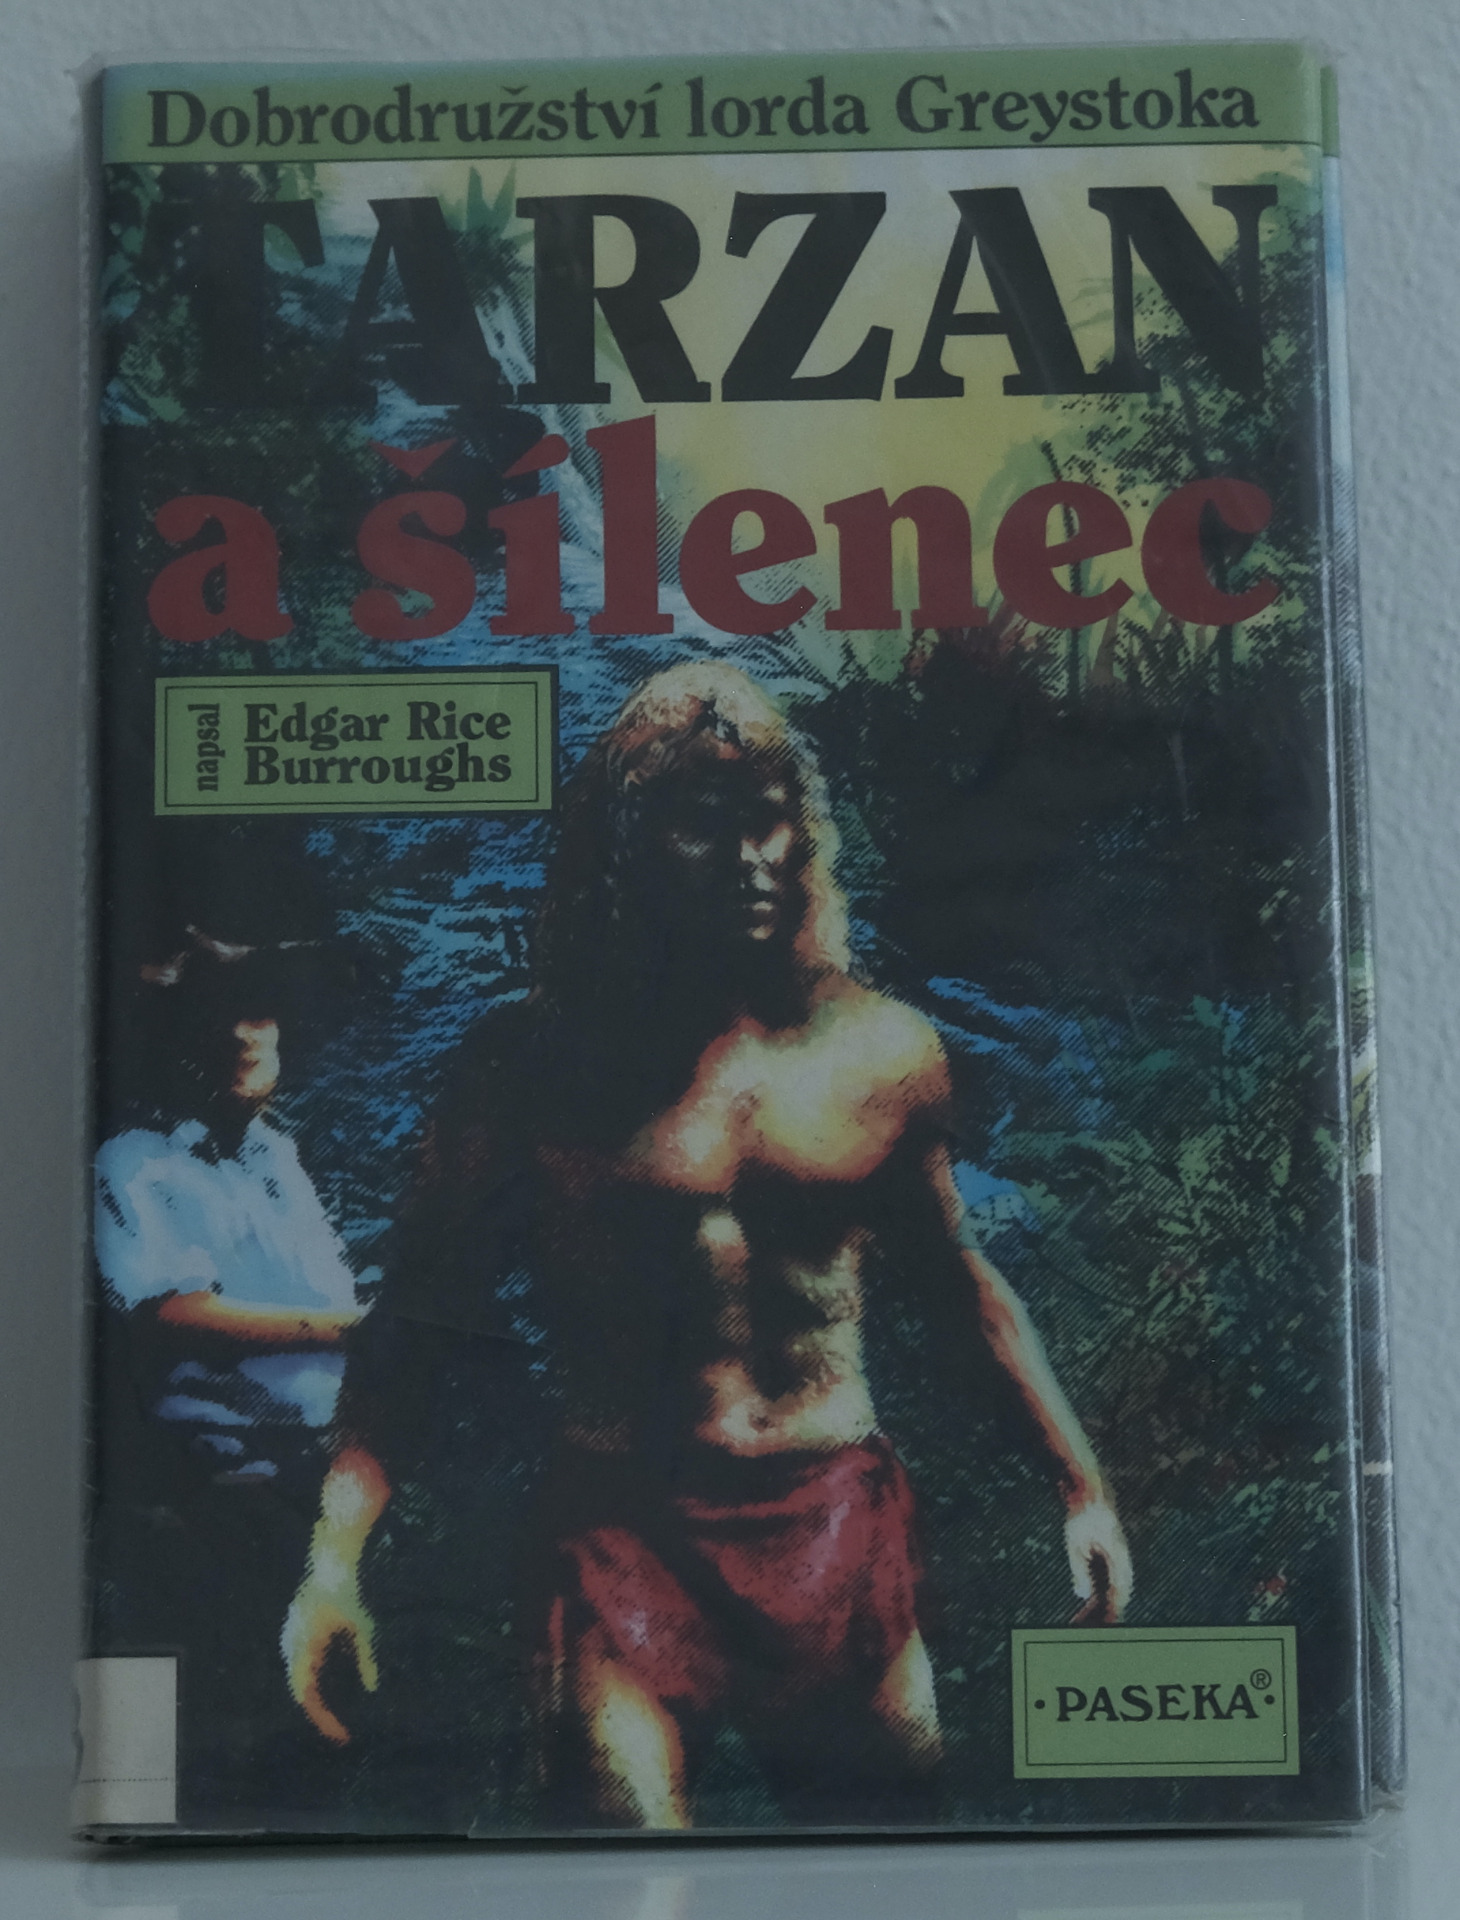 Dobrodružství lorda Greystoka
TARZAN
a šílenec
napsal
Edgar Rice
Burroughs
·PASEKA®·